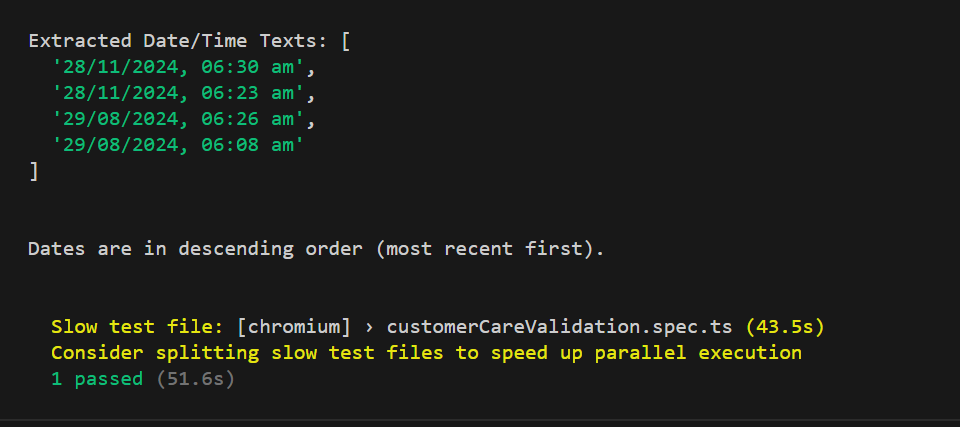 Extracted Date/Time Texts: [
'28/11/2024, 06:30 am',
'28/11/2024, 06:23 am',
'29/08/2024, 06:26 am',
'29/08/2024, 06:08 am'
]
Dates are in descending order (most recent first).
Slow test file: [chromium] › customerCareValidation.spec.ts (43.5s)
Consider splitting slow test files to speed up parallel execution
1 passed (51.6s)